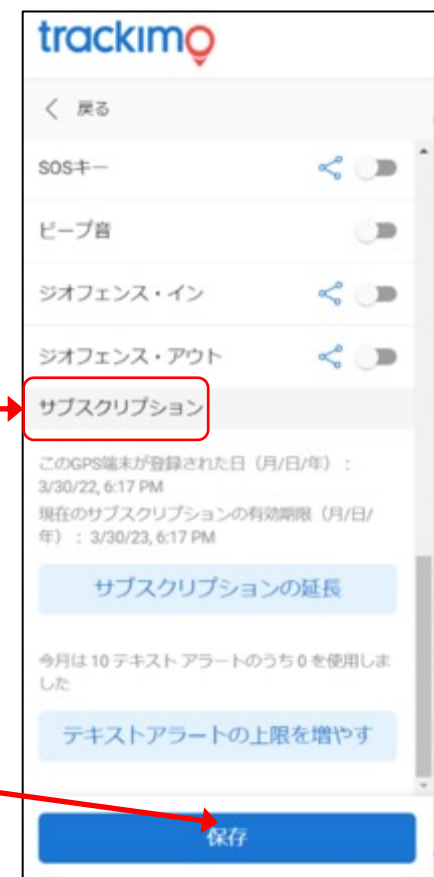 trackimo
く 戻る
SOSキー
ビープ音
ジオフェンス・イン
ジオフェンス・アウト
サブスクリプション
このGPS端末が登録された日（月/日/年）：
3/30/22, 6:17 PM
現在のサブスクリプションの有効期限（月/日/
年）：3/30/23, 6:17 PM
サブスクリプションの延長
今月は 10 テキスト アラートのうち 0 を使用しま
した
テキストアラートの上限を増やす
保存